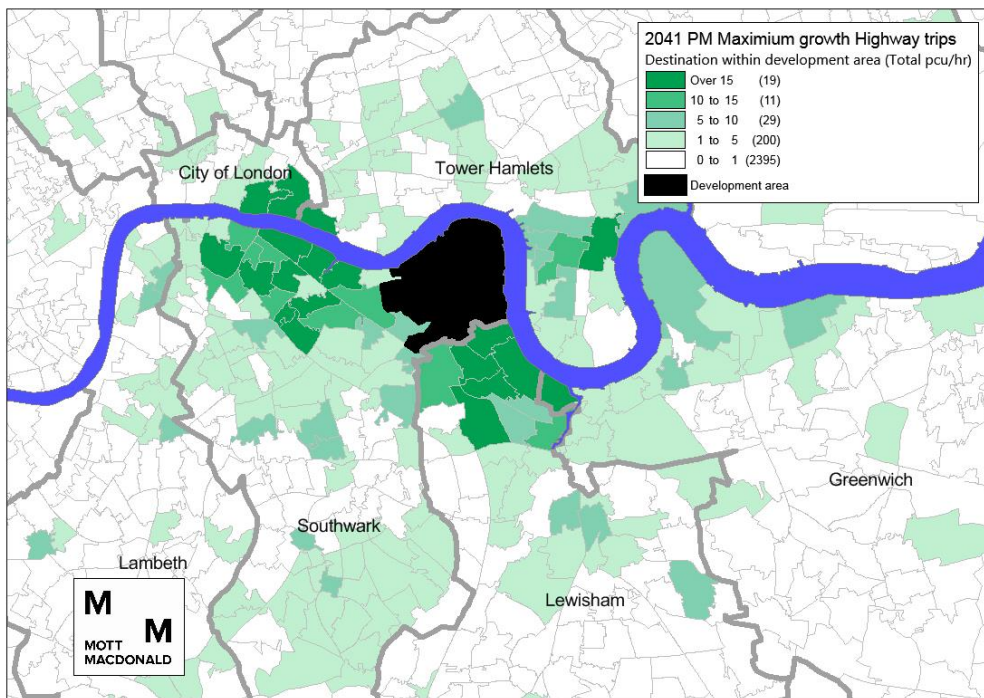 2041 PM Maximium growth Highway trips
Destination within development area (Total pcu/hr)
Over 15 (19)
10 to 15 (11)
5 to 10 (29)
1 to 5 (200)
0 to 1 (2395)
Development area
City of London
Tower Hamlets
Greenwich
Southwark
Lambeth
Lewisham
M
M
MOTT
MACDONALD